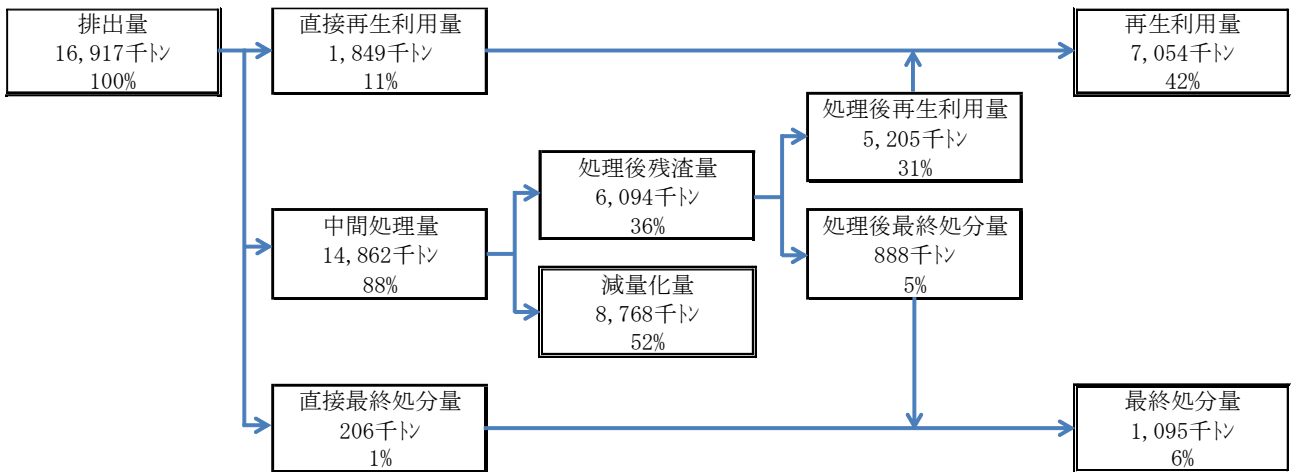 排出量
16,917千トン
100%
直接再生利用量
1,849千トン
11%
再生利用量
7,054千トン
42%
処理後再生利用量
5,205千トン
31%
処理後残渣量
6,094千トン
36%
中間処理量
14,862千トン
88%
処理後最終処分量
888千トン
5%
減量化量
8,768千トン
52%
直接最終処分量
206千トン
1%
最終処分量
1,095千トン
6%